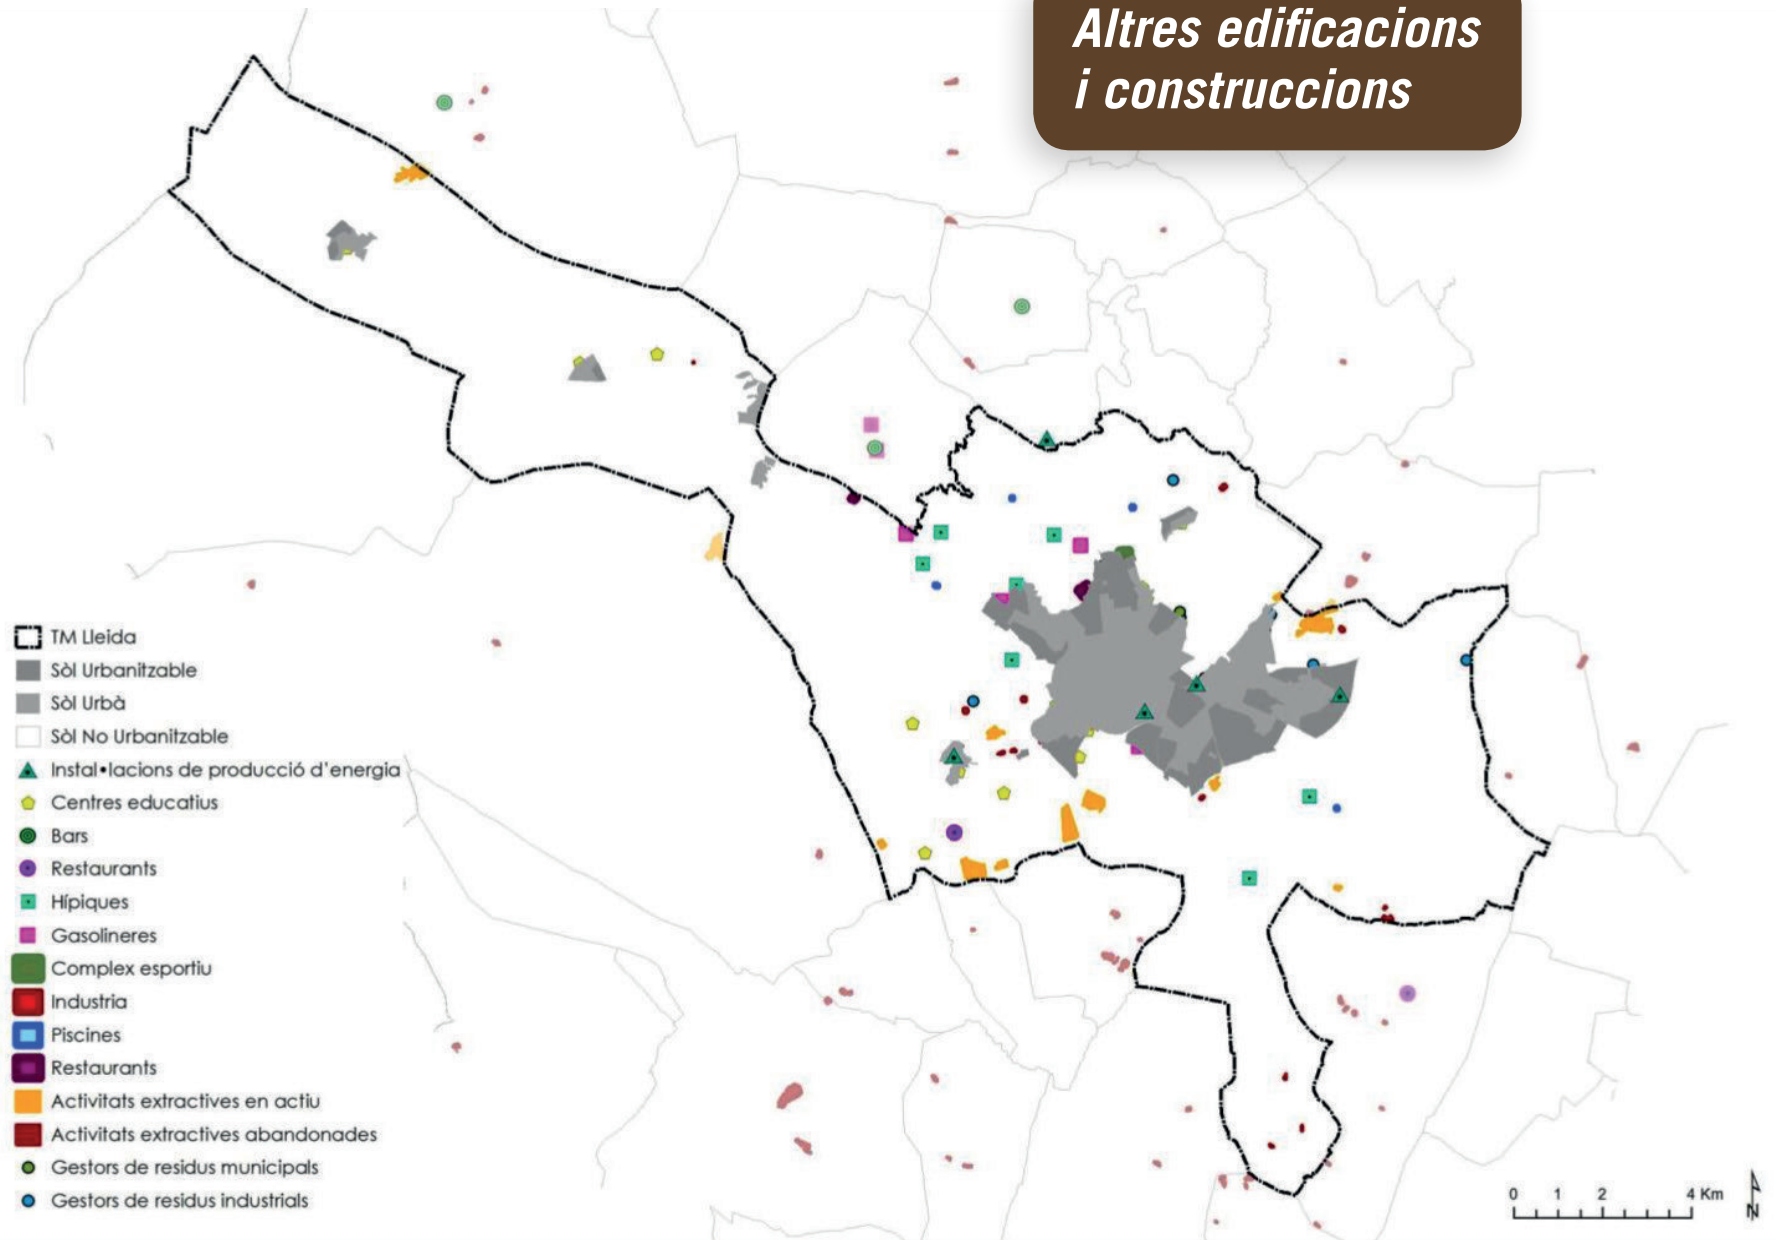 Altres edificacions
i construccions
TM Lleida
Sòl Urbanitzable
Sòl Urbà
Sòl No Urbanitzable
Instal•lacions de producció d'energia
Centres educatius
Bars
Restaurants
Hípiques
Gasolineres
Complex esportiu
Industria
Piscines
Restaurants
Activitats extractives en actiu
Activitats extractives abandonades
Gestors de residus municipals
Gestors de residus industrials
0 1 2 4 Km
N